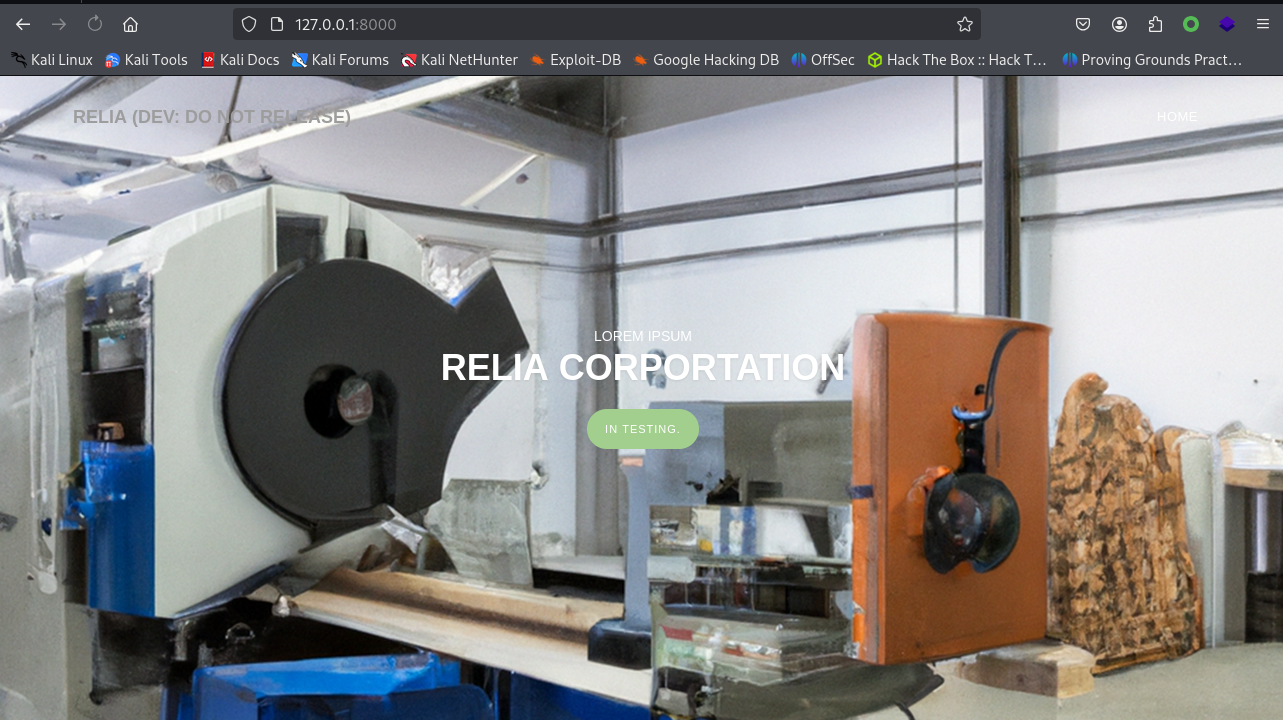 127.0.0.1:8000
Kali Linux Kali Tools Kali Docs Kali Forums Kali NetHunter Exploit-DB Google Hacking DB OffSec Hack The Box :: Hack T… Proving Grounds Pract…
RELIA (DEV: DO NOT RELEASE) HOME
LOREM IPSUM
RELIA CORPORTATION
IN TESTING.